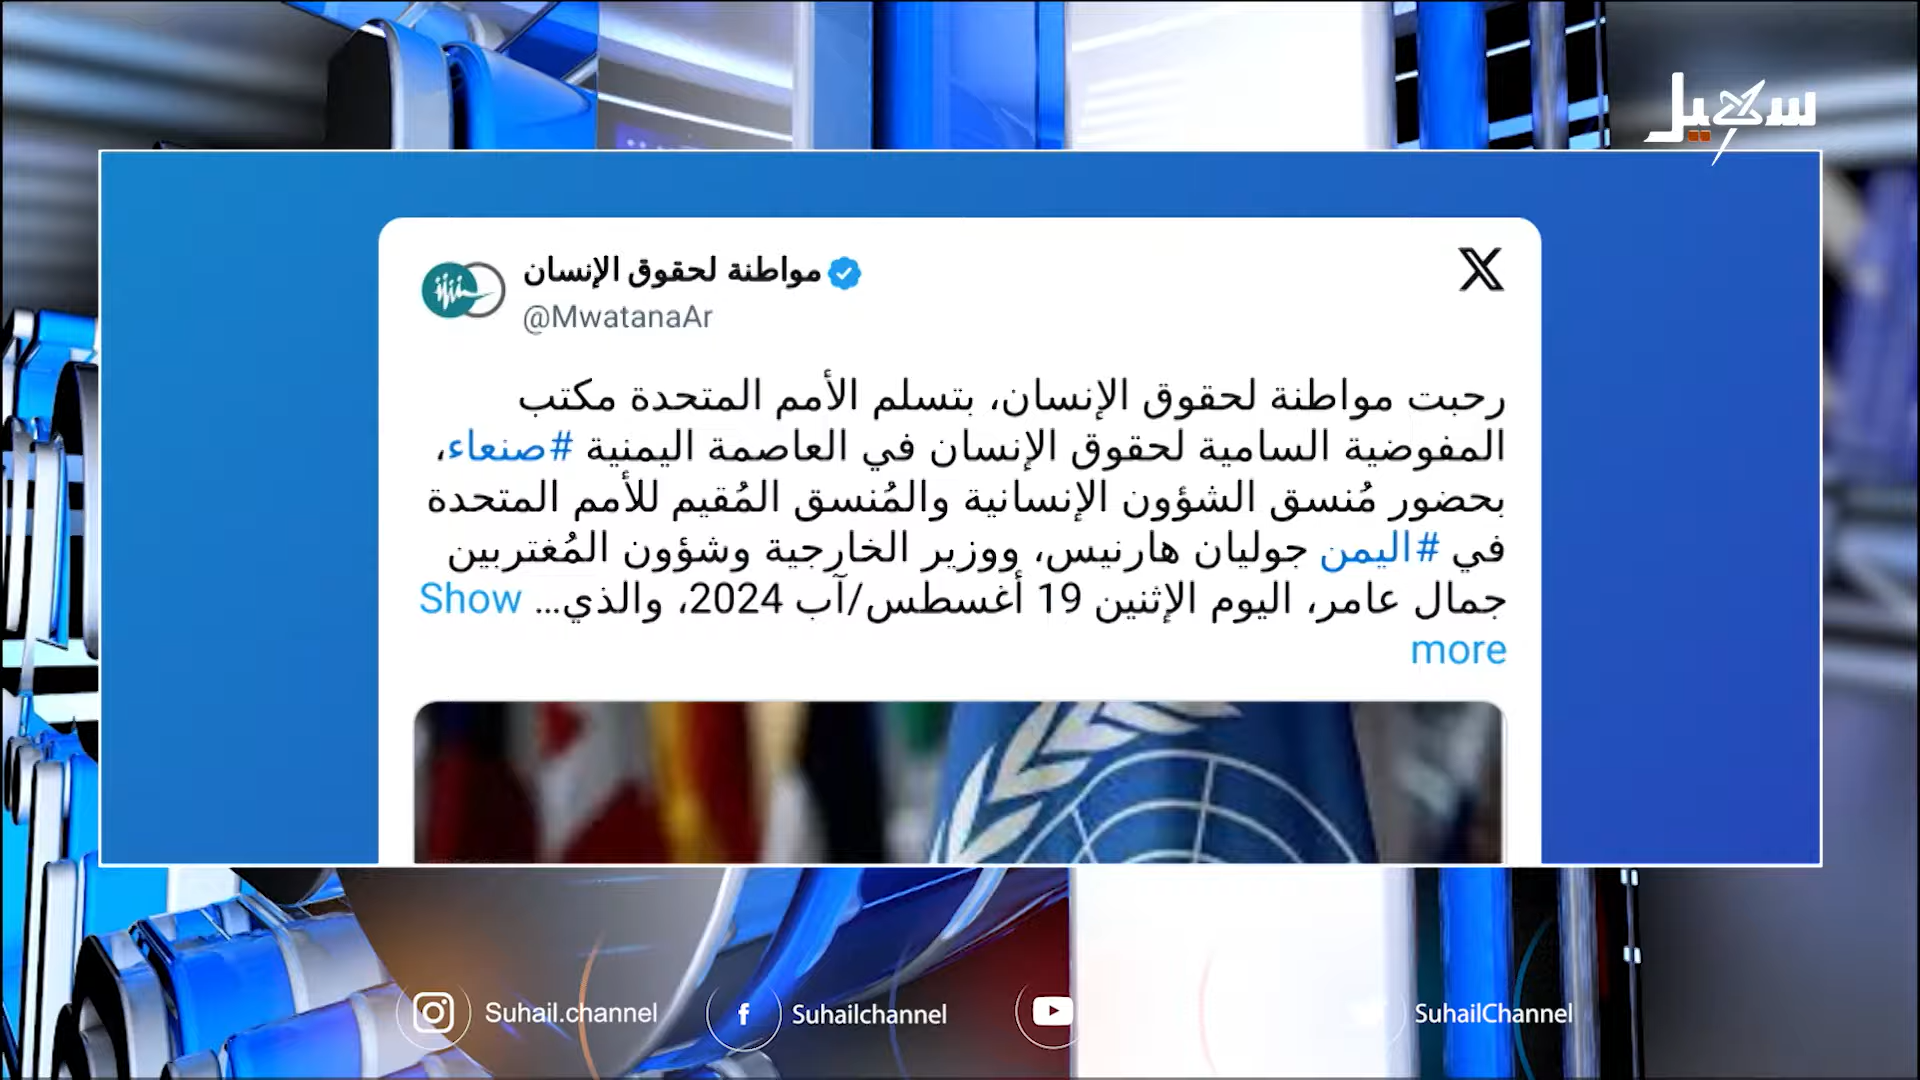 سهيل
مواطنة لحقوق الإنسان
@MwatanaAr
رحبت مواطنة لحقوق الإنسان، بتسلم الأمم المتحدة مكتب
المفوضية السامية لحقوق الإنسان في العاصمة اليمنية #صنعاء،
بحضور مُنسق الشؤون الإنسانية والمُنسق المُقيم للأمم المتحدة
في #اليمن جوليان هارنيس، ووزير الخارجية وشؤون المُغتربين
جمال عامر، اليوم الإثنين 19 أغسطس/آب 2024، والذي... Show
more
Suhail.channel
Suhailchannel
SuhailChannel